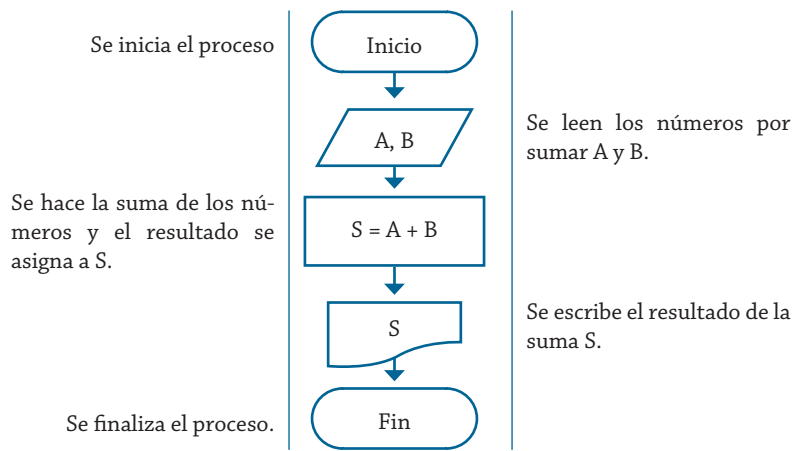 Se inicia el proceso
Inicio
A, B
Se leen los números por
sumar A y B.
Se hace la suma de los nú-
meros y el resultado se
asigna a S.
S = A + B
S
Se escribe el resultado de la
suma S.
Se finaliza el proceso.
Fin